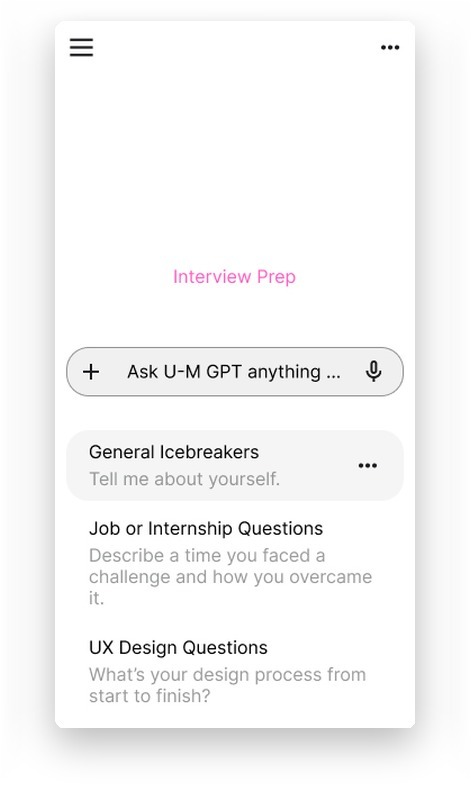 Interview Prep
Ask U-M GPT anything ...
General Icebreakers
Tell me about yourself.
Job or Internship Questions
Describe a time you faced a
challenge and how you overcame
it.
UX Design Questions
What’s your design process from
start to finish?